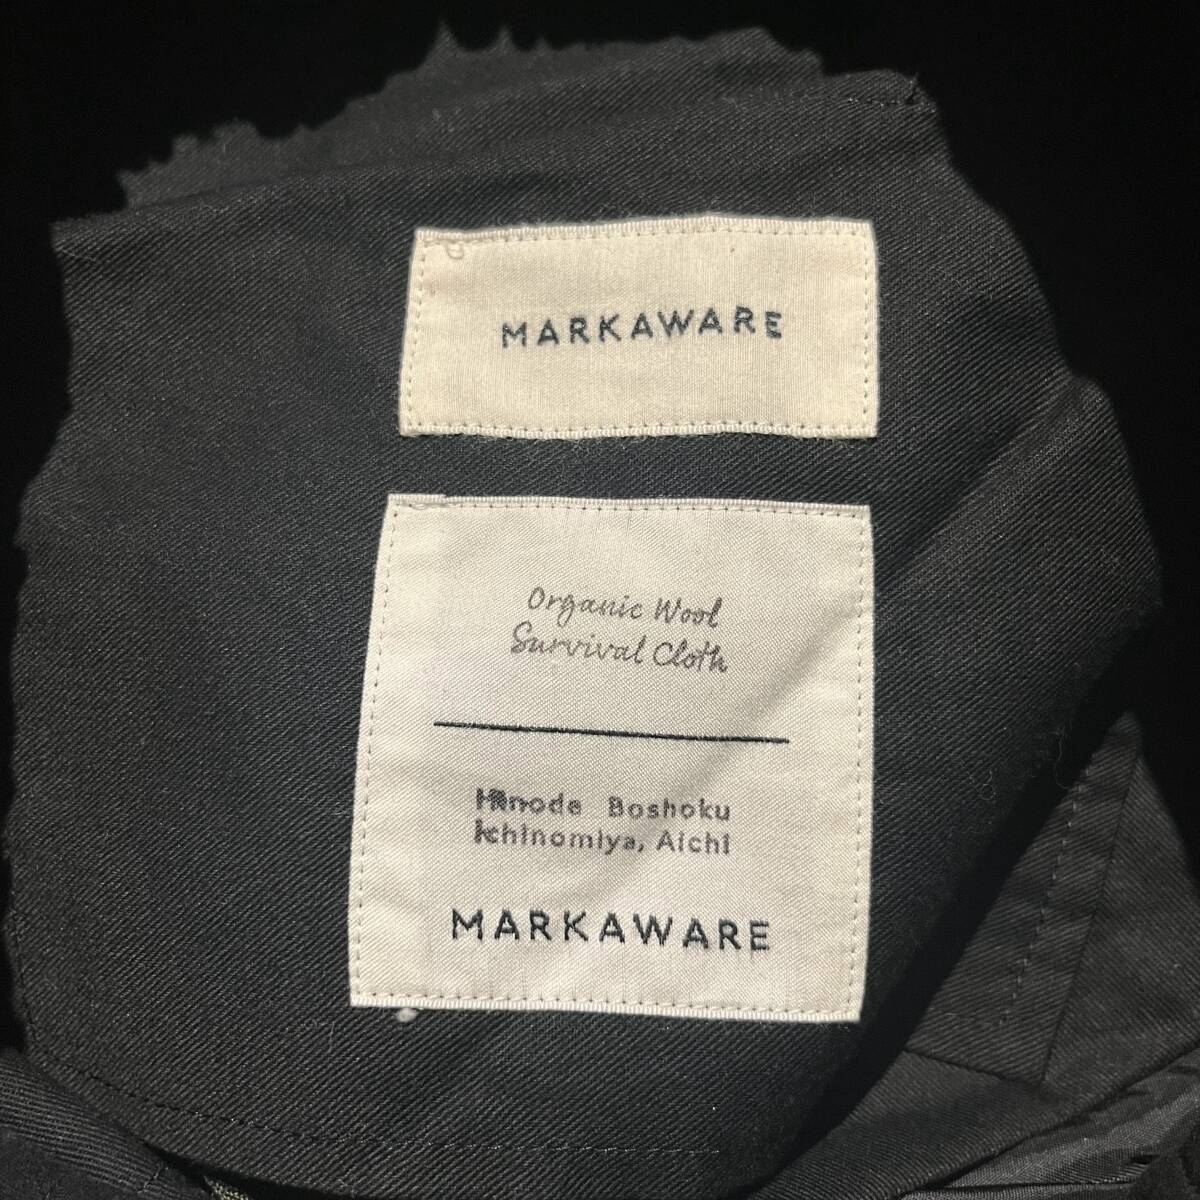 MARKAWARE
Organic Wool
Survival Cloth
Hinode Boshoku
Ichinomiya, Aichi
MARKAWARE